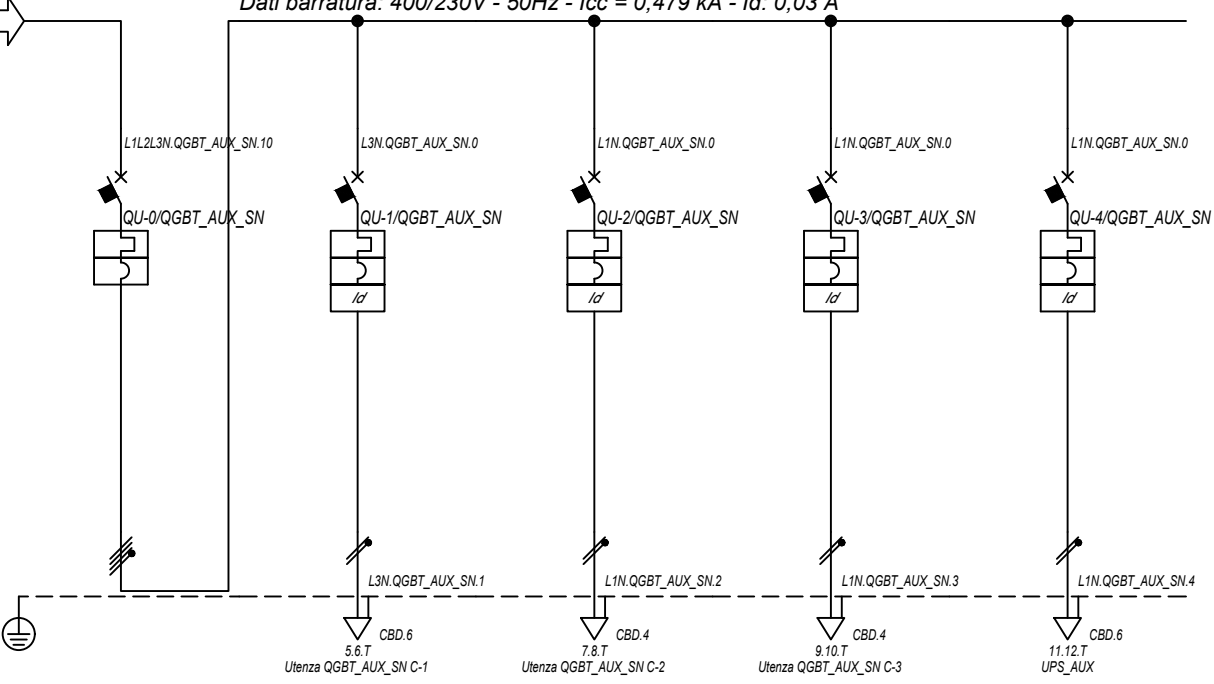 Dati barratura: 400/230V - 50Hz - Icc = 0,479 kA - Id: 0,03 A
L1L2L3N.QGBT_AUX_SN.10
L3N.QGBT_AUX_SN.0
L1N.QGBT_AUX_SN.0
L1N.QGBT_AUX_SN.0
L1N.QGBT_AUX_SN.0
QU-0/QGBT_AUX_SN
QU-1/QGBT_AUX_SN
QU-2/QGBT_AUX_SN
QU-3/QGBT_AUX_SN
QU-4/QGBT_AUX_SN
Id
Id
Id
Id
L3N.QGBT_AUX_SN.1
L1N.QGBT_AUX_SN.2
L1N.QGBT_AUX_SN.3
L1N.QGBT_AUX_SN.4
CBD.6
CBD.4
CBD.4
CBD.6
5.6.T
7.8.T
9.10.T
11.12.T
Utenza QGBT_AUX_SN C-1
Utenza QGBT_AUX_SN C-2
Utenza QGBT_AUX_SN C-3
UPS_AUX